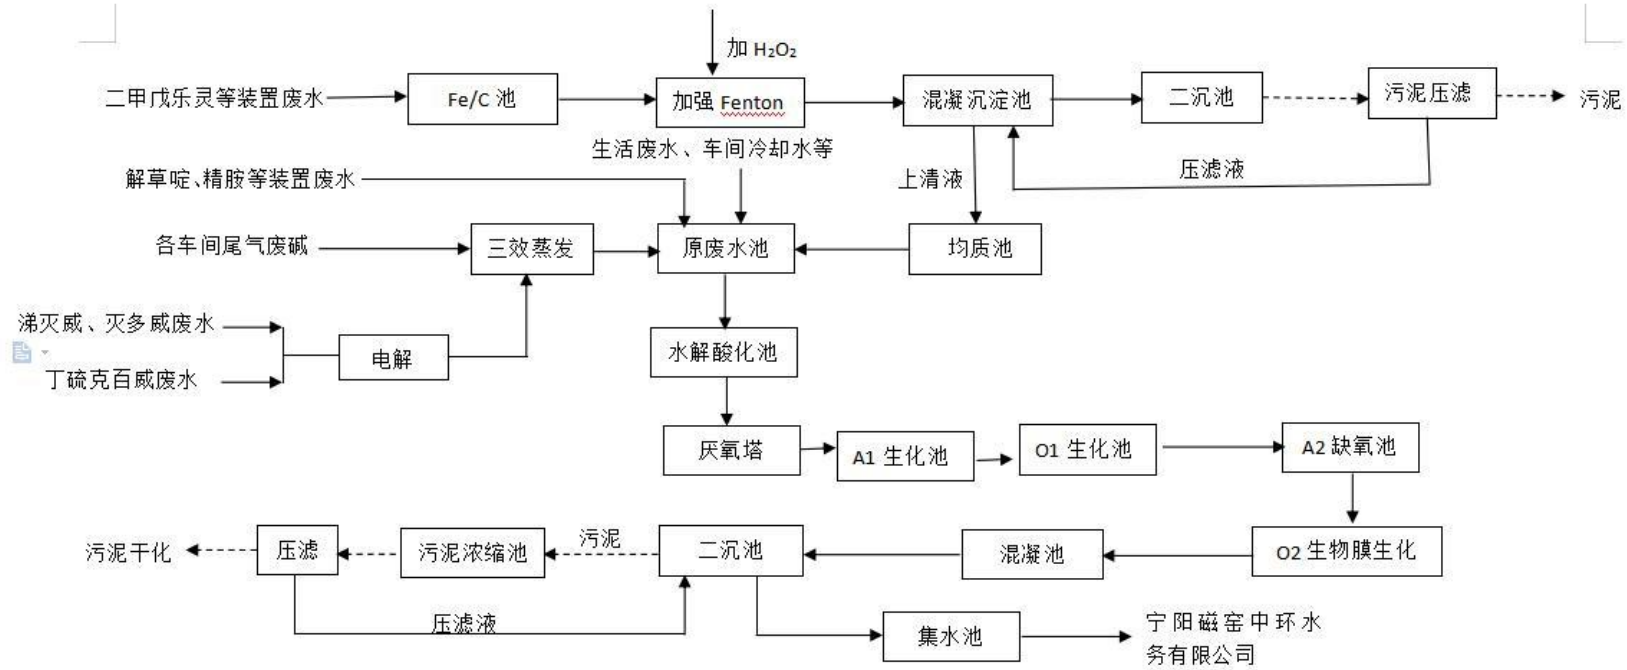 加 H₂O₂
二甲戊乐灵等装置废水
Fe/C 池
加强 Fenton
混凝沉淀池
二沉池
污泥压滤
污泥
生活废水、车间冷却水等
解草啶、精胺等装置废水
上清液
压滤液
各车间尾气废碱
三效蒸发
原废水池
均质池
涕灭威、灭多威废水
丁硫克百威废水
电解
水解酸化池
厌氧塔
A1 生化池
O1 生化池
A2 缺氧池
污泥干化
压滤
污泥浓缩池
污泥
二沉池
混凝池
O2 生物膜生化
压滤液
集水池
宁阳磁窑中环水
务有限公司